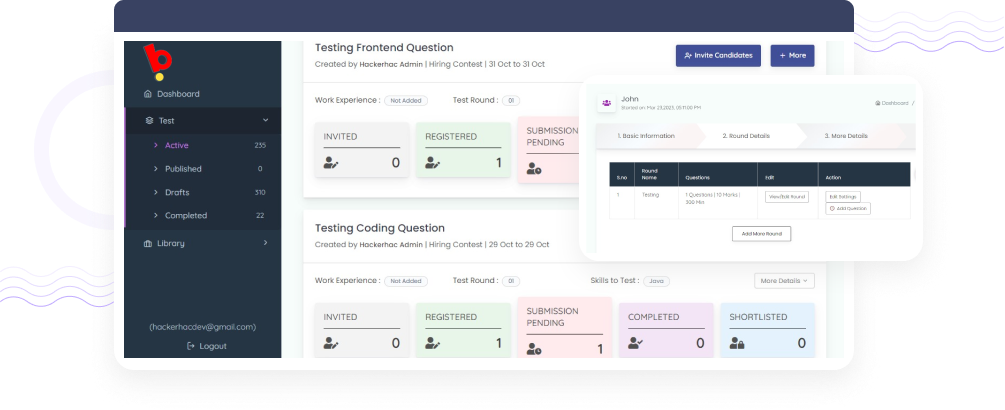 Dashboard
Test
Active 235
Published 0
Drafts 310
Completed 22
Library
(hackerhacdev@gmail.com)
Logout
Testing Frontend Question
Created by Hackerhac Admin | Hiring Contest | 31 Oct to 31 Oct
Invite Candidates
+ More
Work Experience : Not Added Test Round : 01
INVITED
0
REGISTERED
1
SUBMISSION
PENDING
Testing Coding Question
Created by Hackerhac Admin | Hiring Contest | 29 Oct to 29 Oct
Work Experience : Not Added Test Round : 01 Skills to Test : Java More Details
INVITED
0
REGISTERED
1
SUBMISSION
PENDING
1
COMPLETED
0
SHORTLISTED
0
John
Started on: Mar 23,2023, 05:11:00 PM
Dashboard /
1. Basic Information 2. Round Details 3. More Details
S.no Round Name Questions Edit Action
1 Testing 1 Questions | 10 Marks |
300 Min
View/Edit Round
Edit Settings
Add Question
Add More Round